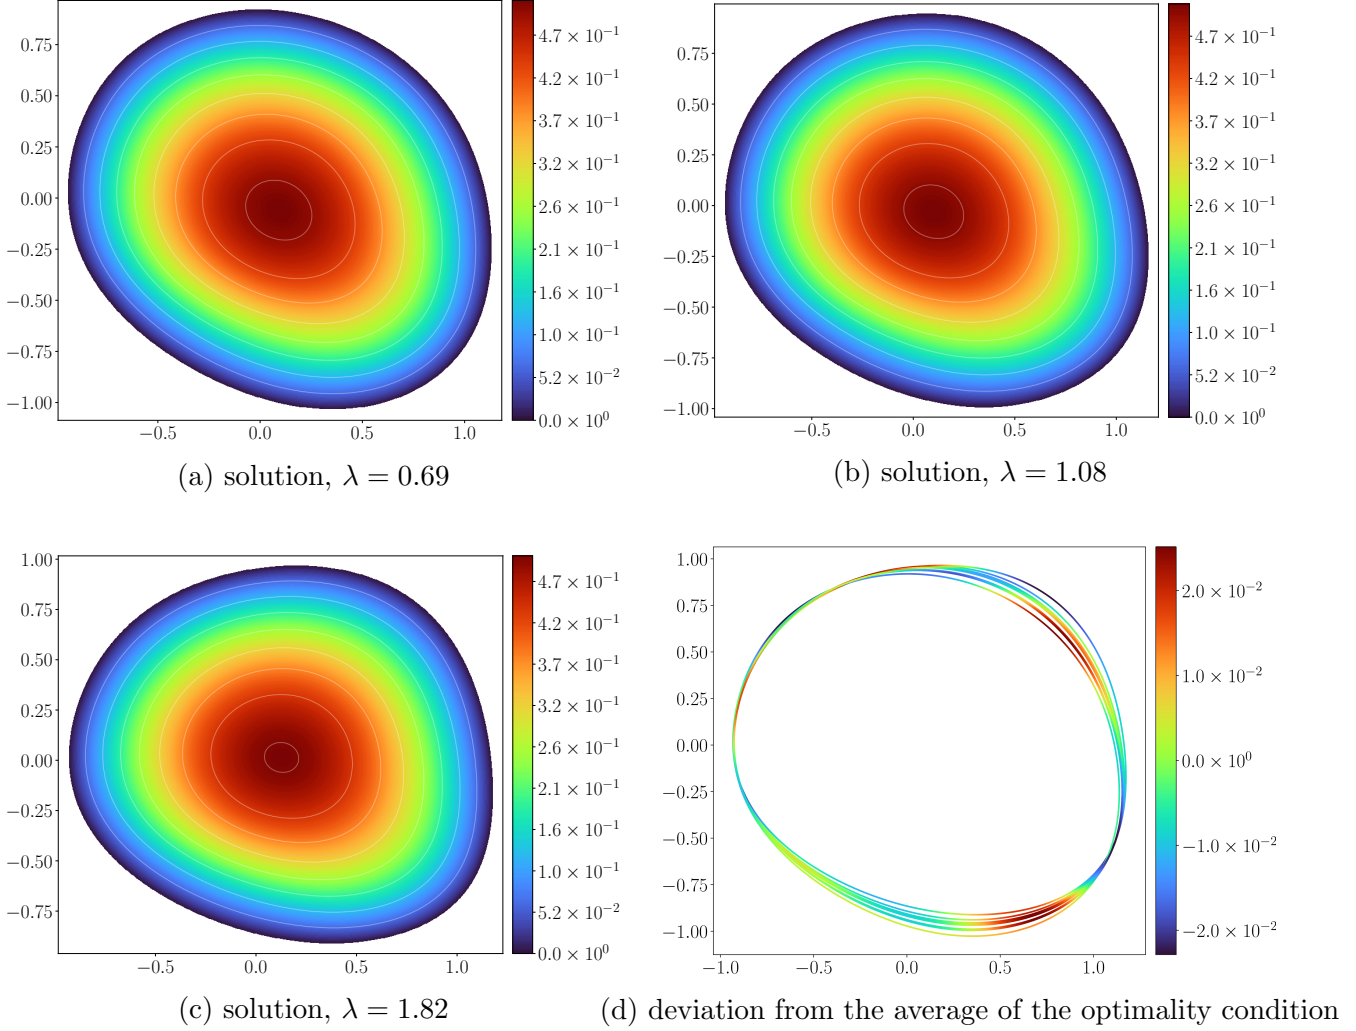 0.75
0.50
0.25
0.00
−0.25
−0.50
−0.75
−1.00
−0.5
0.0
0.5
1.0
4.7 × 10⁻¹
4.2 × 10⁻¹
3.7 × 10⁻¹
3.2 × 10⁻¹
2.6 × 10⁻¹
2.1 × 10⁻¹
1.6 × 10⁻¹
1.0 × 10⁻¹
5.2 × 10⁻²
0.0 × 10⁰
(a) solution, λ = 0.69
0.75
0.50
0.25
0.00
−0.25
−0.50
−0.75
−1.00
−0.5
0.0
0.5
1.0
4.7 × 10⁻¹
4.2 × 10⁻¹
3.7 × 10⁻¹
3.2 × 10⁻¹
2.6 × 10⁻¹
2.1 × 10⁻¹
1.6 × 10⁻¹
1.0 × 10⁻¹
5.2 × 10⁻²
0.0 × 10⁰
(b) solution, λ = 1.08
1.00
0.75
0.50
0.25
0.00
−0.25
−0.50
−0.75
−0.5
0.0
0.5
1.0
4.7 × 10⁻¹
4.2 × 10⁻¹
3.7 × 10⁻¹
3.2 × 10⁻¹
2.6 × 10⁻¹
2.1 × 10⁻¹
1.6 × 10⁻¹
1.0 × 10⁻¹
5.2 × 10⁻²
0.0 × 10⁰
(c) solution, λ = 1.82
1.00
0.75
0.50
0.25
0.00
−0.25
−0.50
−0.75
−1.00
−1.0
−0.5
0.0
0.5
1.0
2.0 × 10⁻²
1.0 × 10⁻²
0.0 × 10⁰
−1.0 × 10⁻²
−2.0 × 10⁻²
(d) deviation from the average of the optimality condition